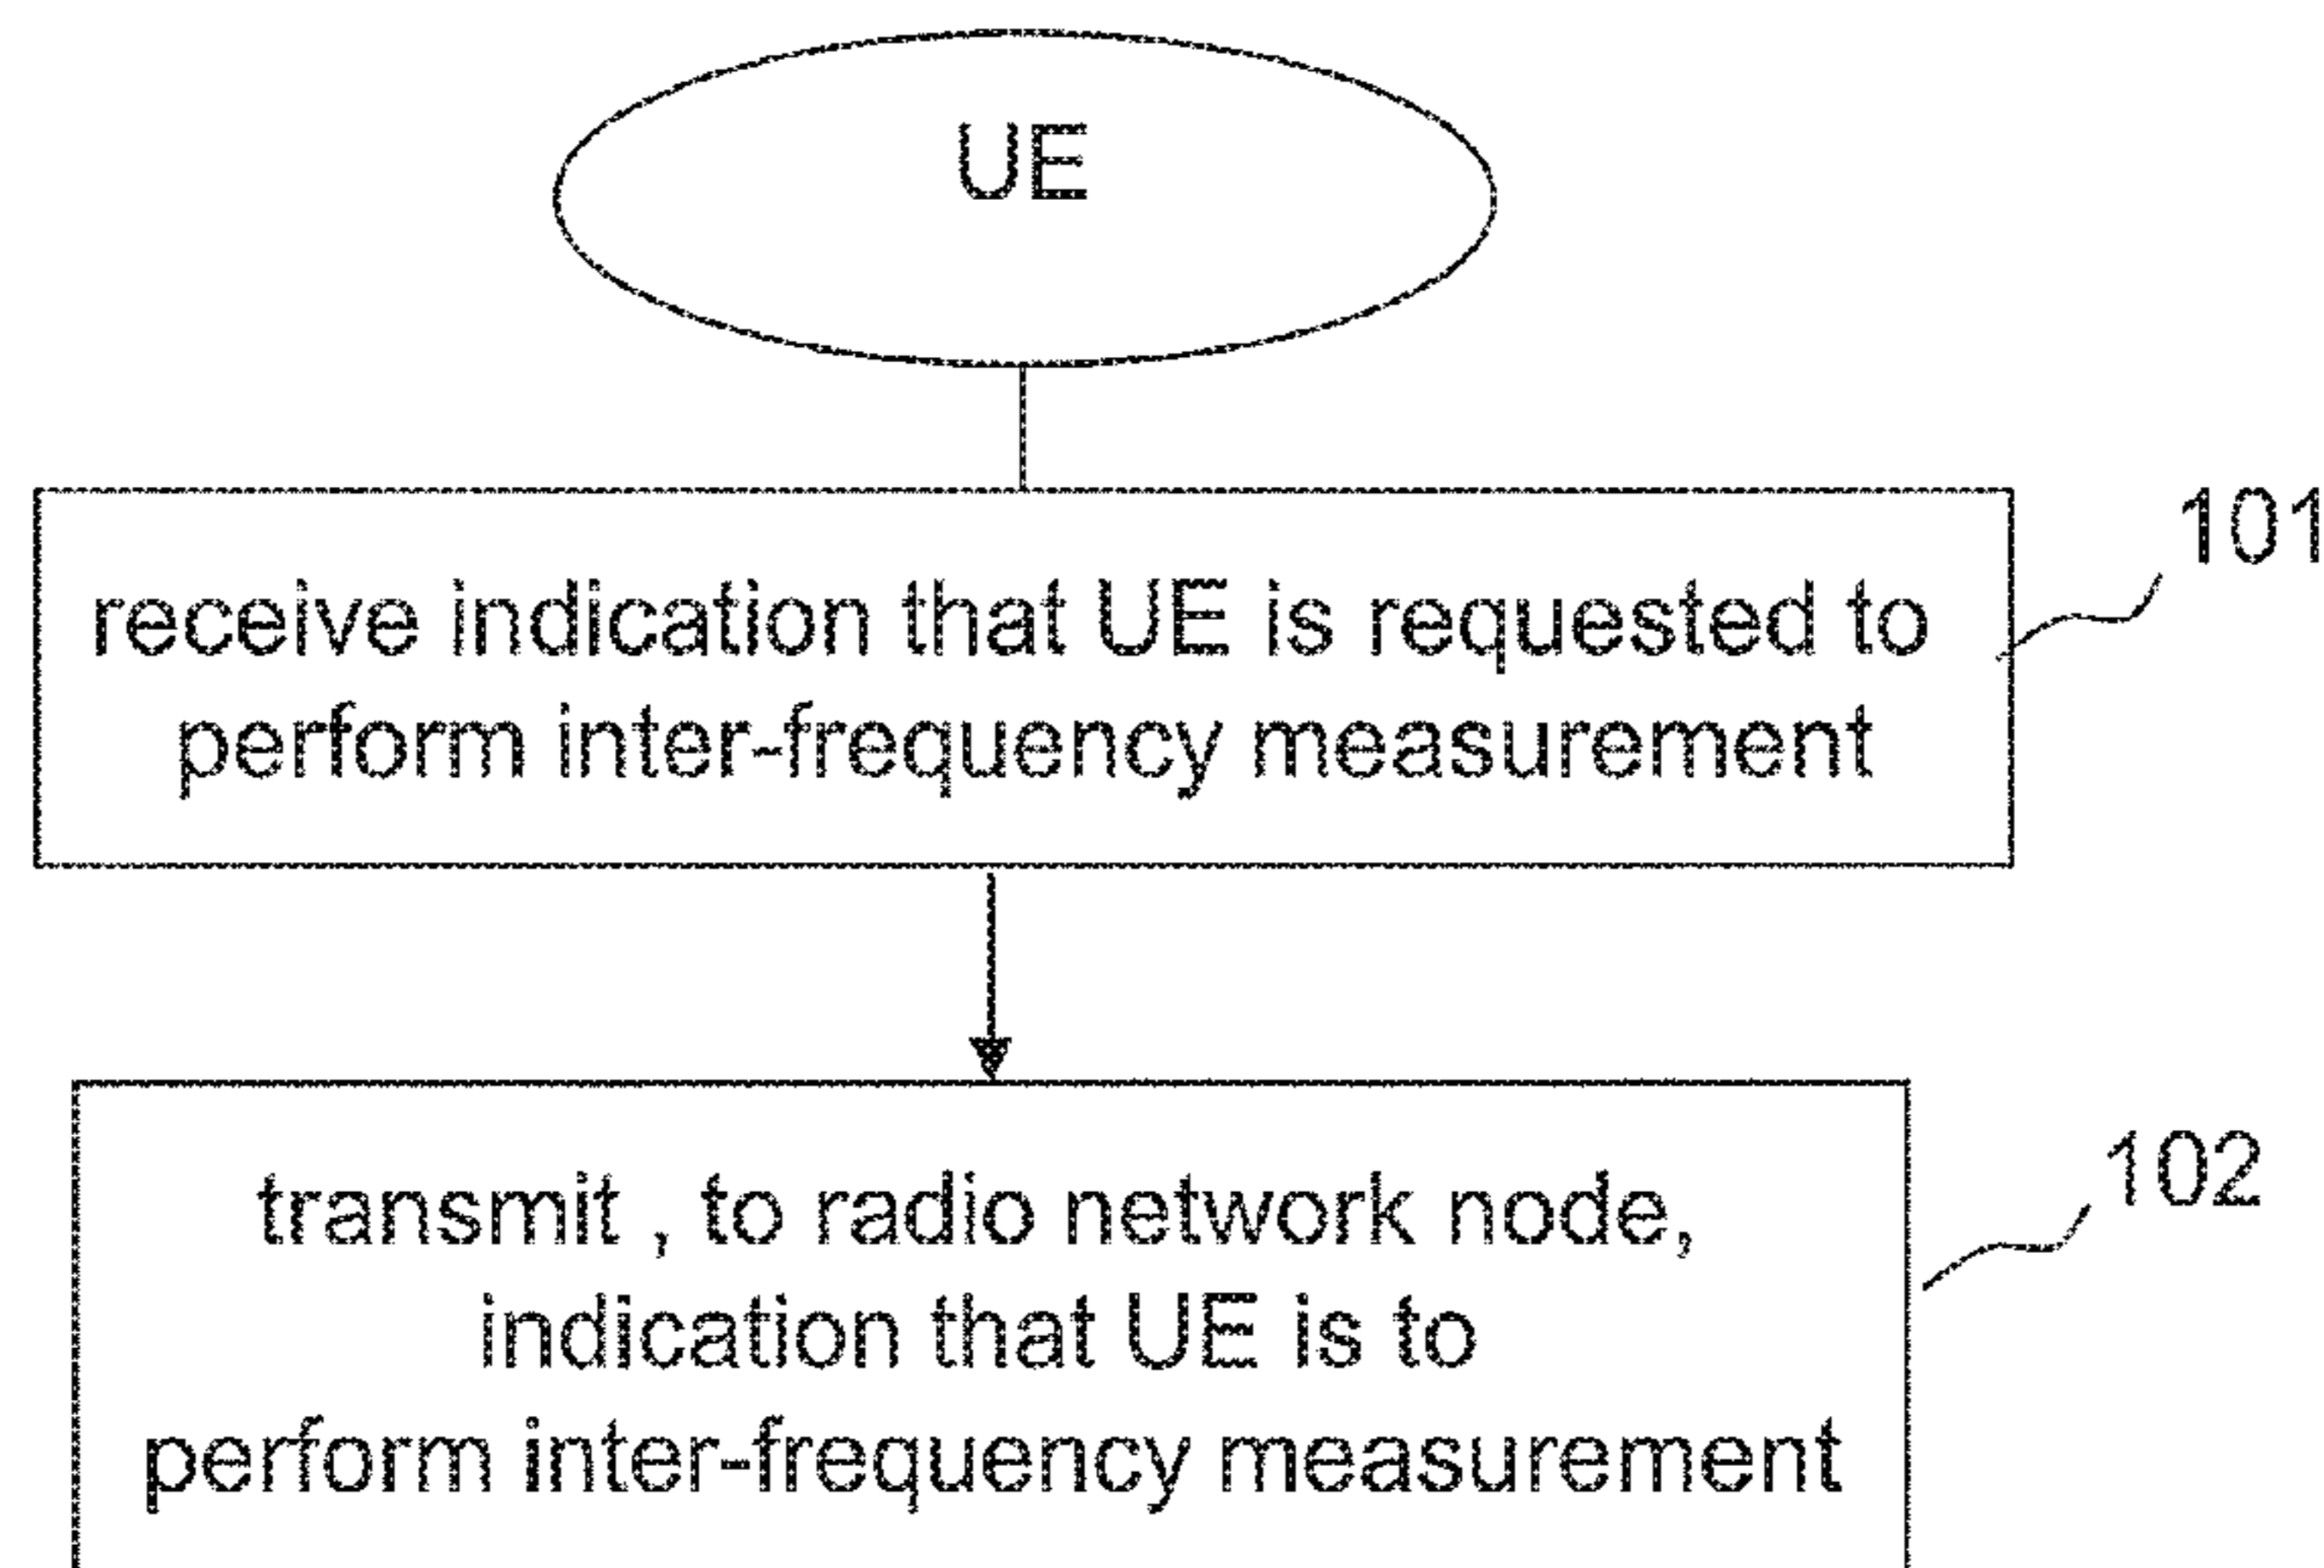 UE
101
receive indication that UE is requested to
perform inter-frequency measurement
102
transmit , to radio network node,
indication that UE is to
perform inter-frequency measurement